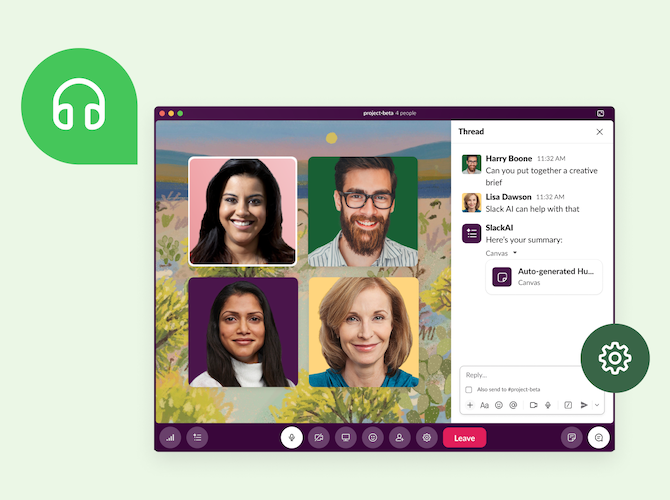 project-beta 4 people
Thread
Harry Boone 11:32 AM
Can you put together a creative
brief
Lisa Dawson 11:32 AM
Slack AI can help with that
SlackAI
Here's your summary:
Canvas
Auto-generated Hu...
Canvas
Reply...
Also send to #project-beta
Aa
Leave